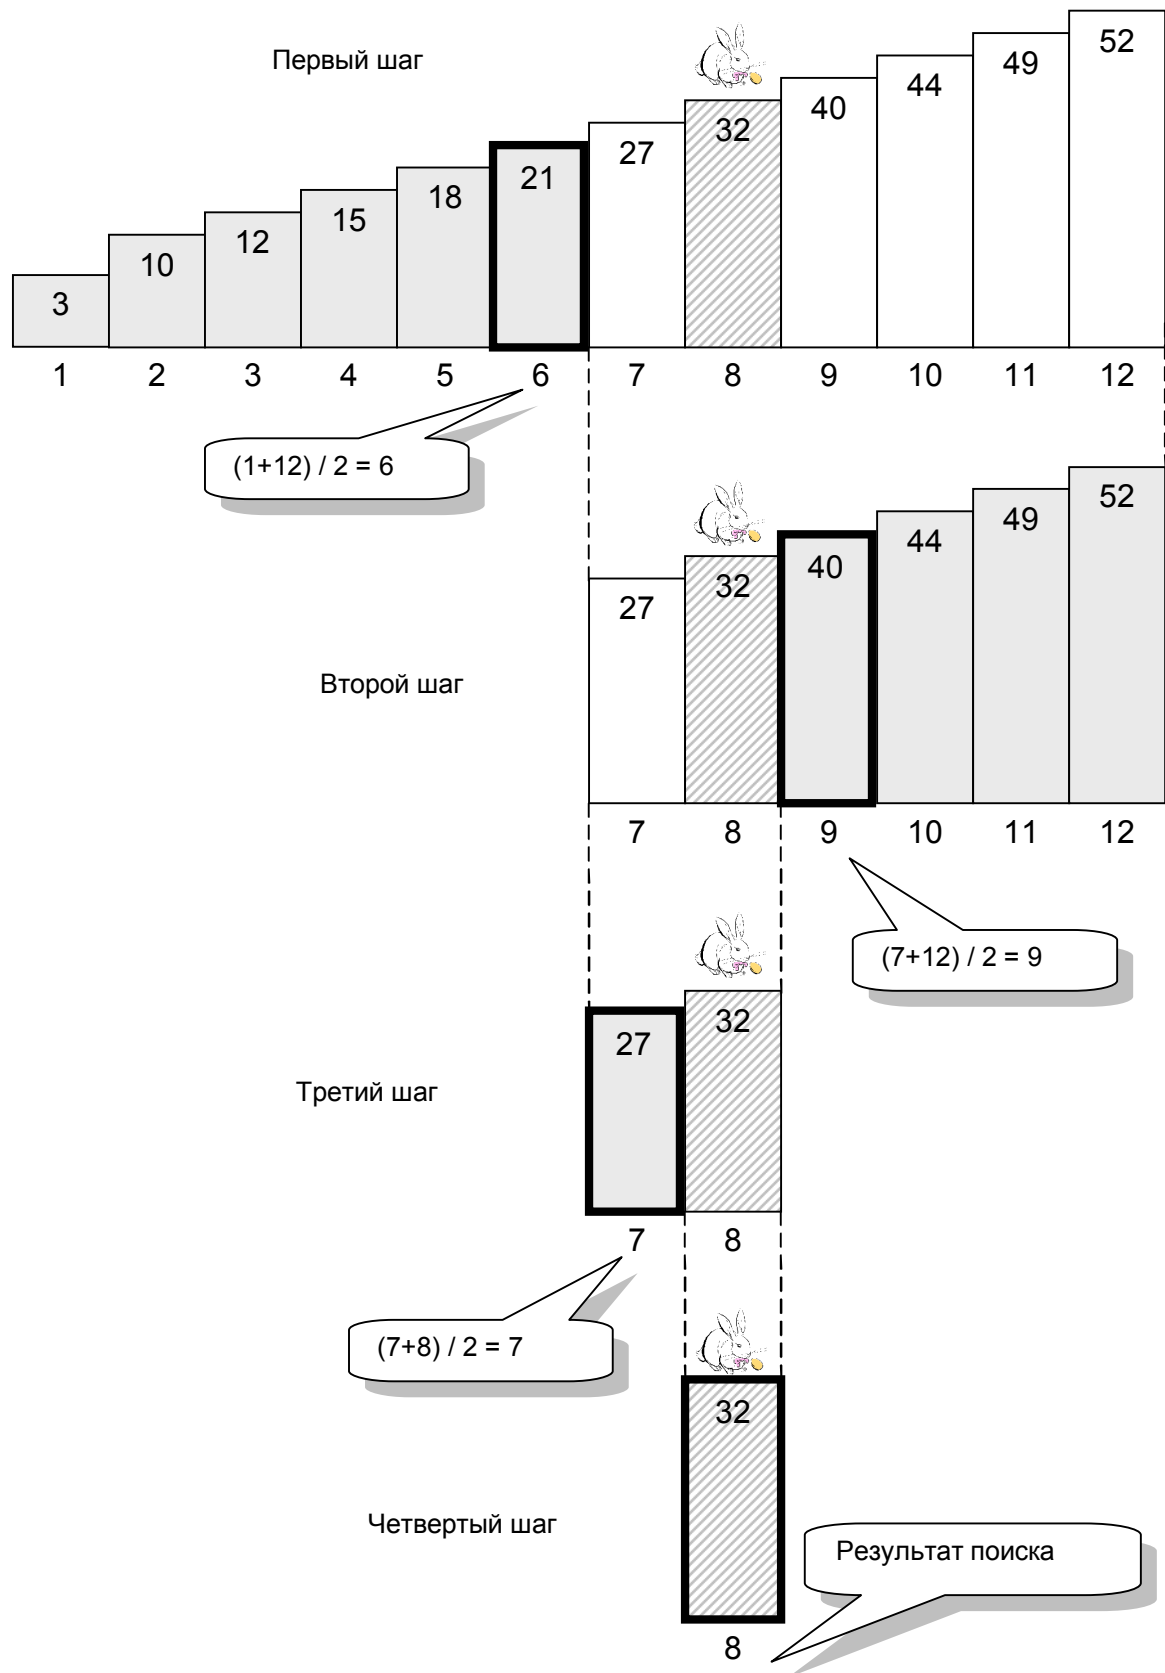 Первый шаг
3 10 12 15 18 21 27 32 40 44 49 52
1 2 3 4 5 6 7 8 9 10 11 12
(1+12) / 2 = 6
27 32 40 44 49 52
Второй шаг
7 8 9 10 11 12
(7+12) / 2 = 9
27 32
Третий шаг
7 8
(7+8) / 2 = 7
32
Четвертый шаг
Результат поиска
8